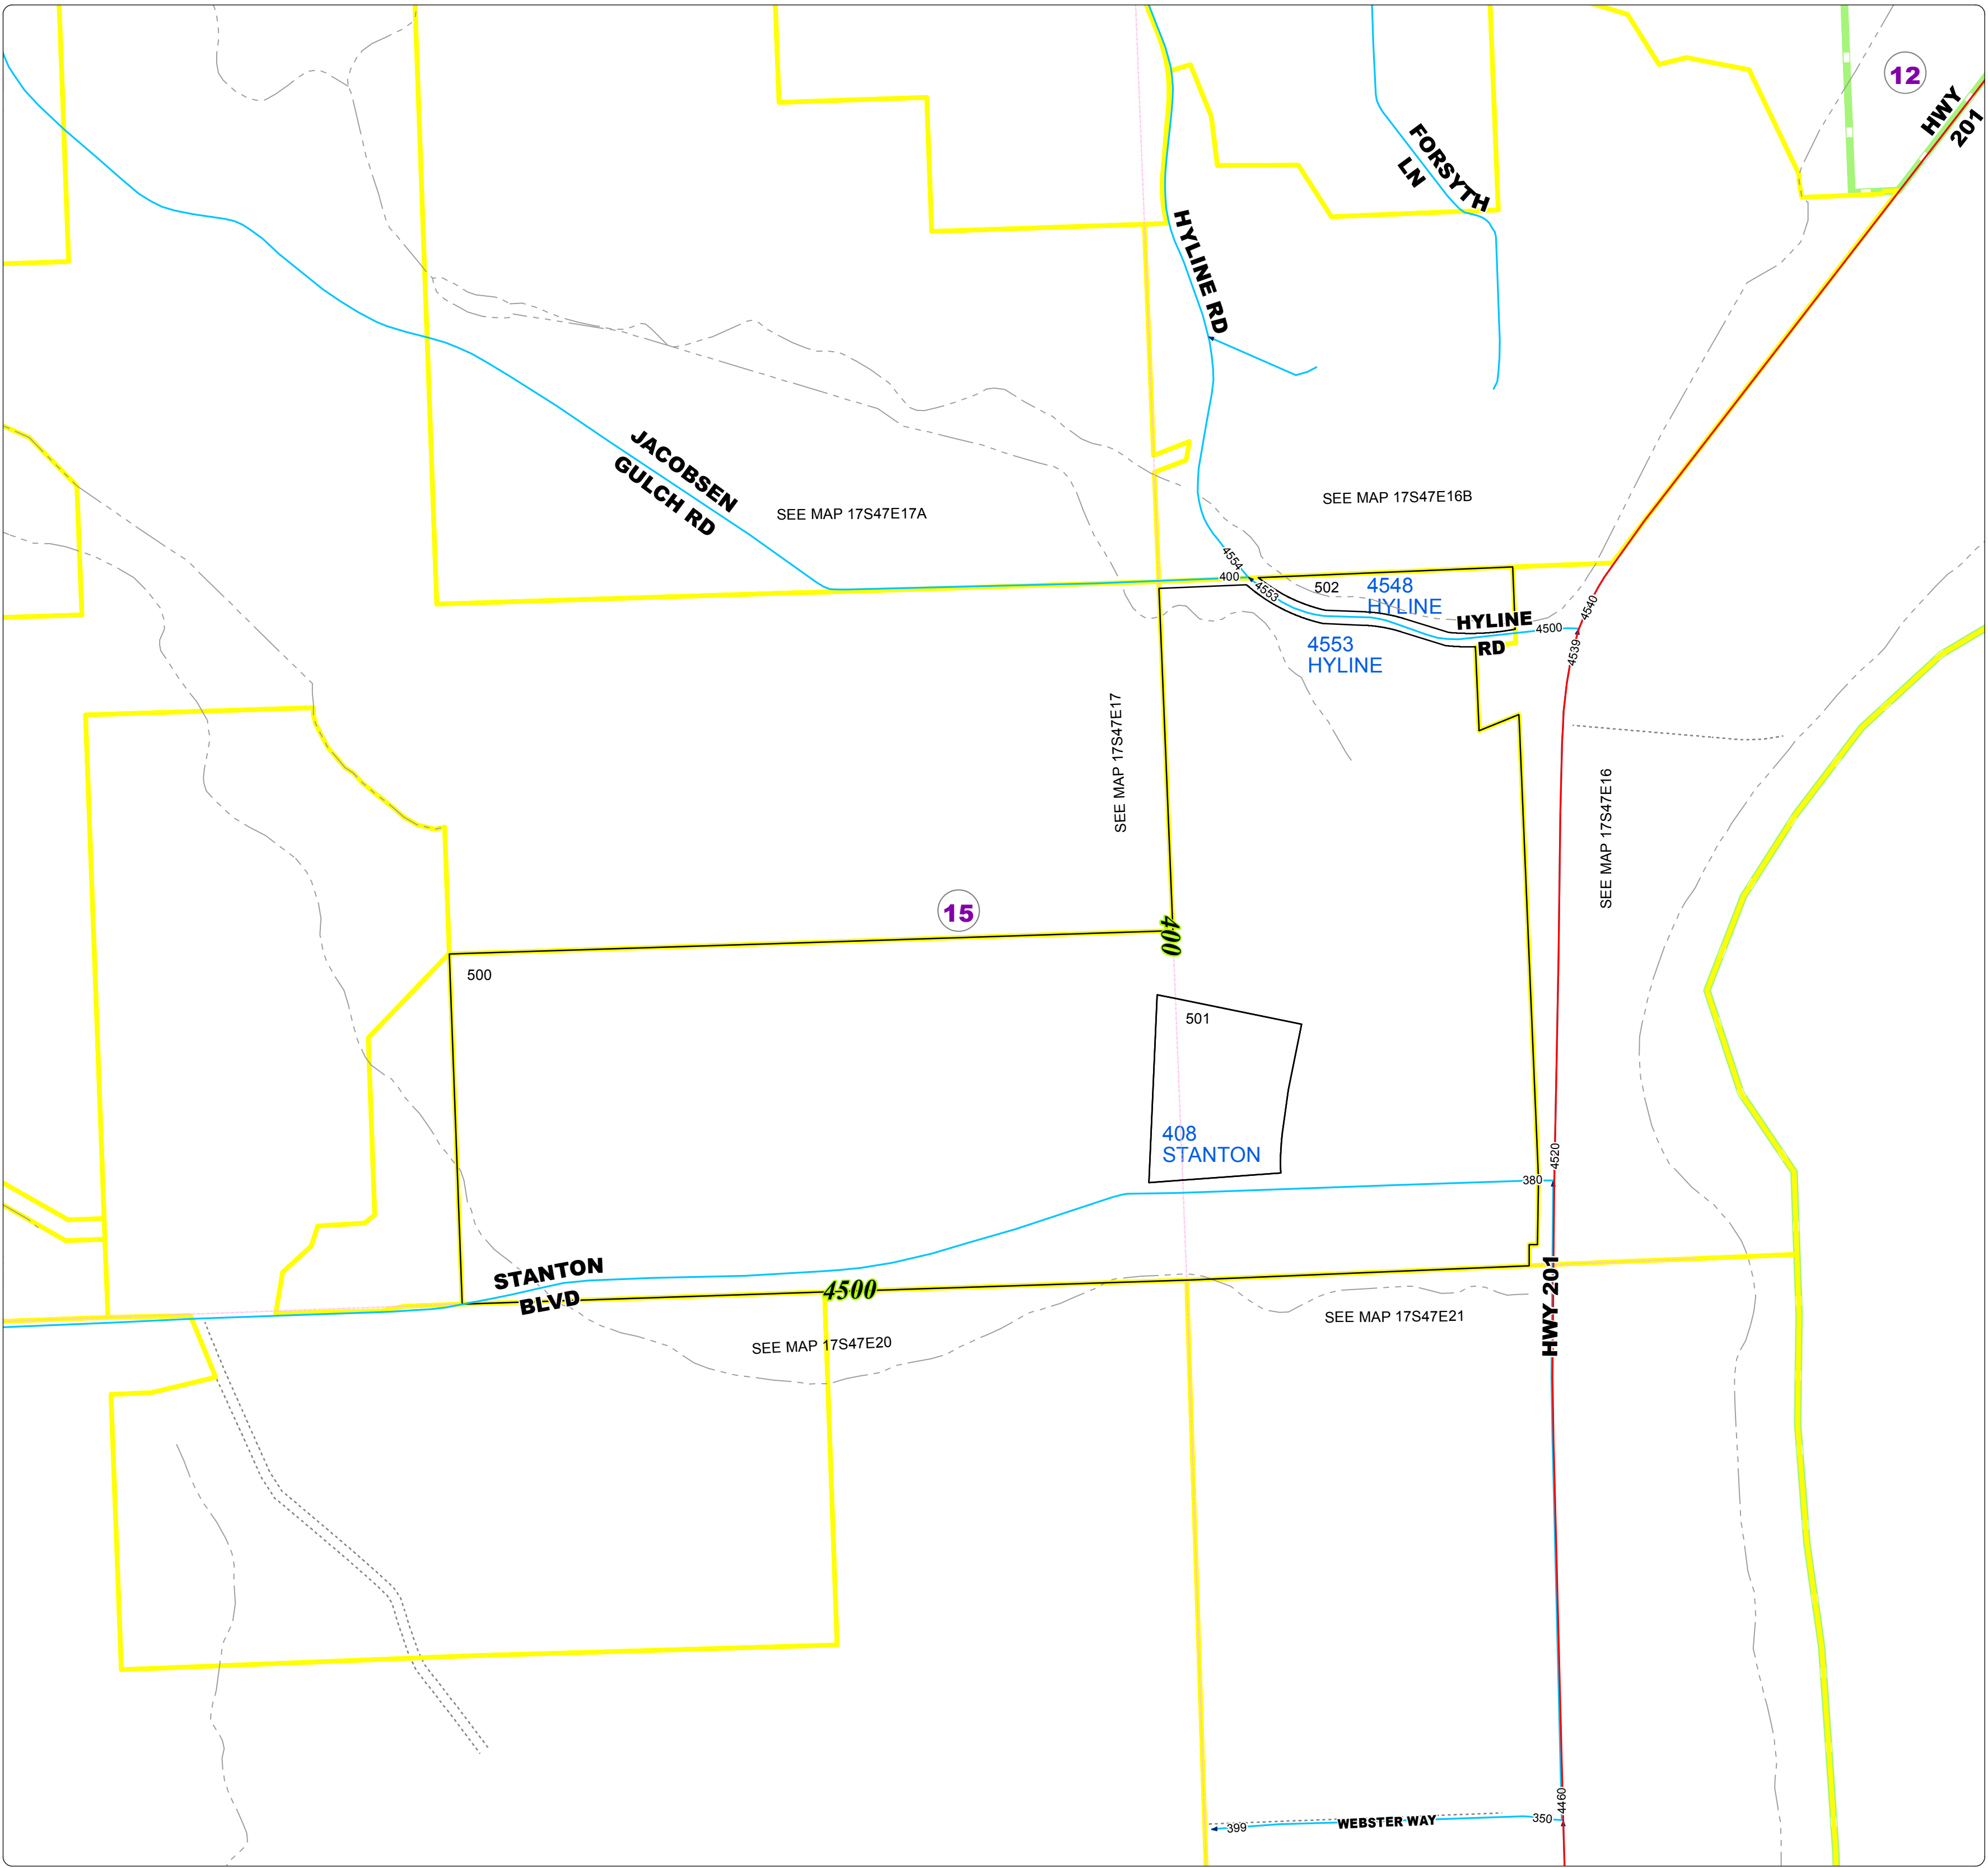 12
HWY
201
FORSYTH
LN
HYLINE RD
JACOBSEN
GULCH RD
SEE MAP 17S47E17A
SEE MAP 17S47E16B
4554
400
4553
502
4548
HYLINE
4553
HYLINE
HYLINE
RD
4500
4540
4539
SEE MAP 17S47E17
SEE MAP 17S47E16
15
400
500
501
408
STANTON
380
4520
STANTON
BLVD
4500
HWY 201
SEE MAP 17S47E20
SEE MAP 17S47E21
4460
350
WEBSTER WAY
399